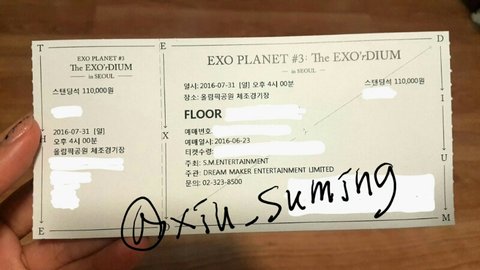 EXO PLANET #3
The EXO'rDIUM
in SEOUL
스탠딩석 110,000원
2016-07-31 [일]
오후 4시 00분
올림픽공원 체조경기장
EXO PLANET #3: The EXO'rDIUM
in SEOUL
일시: 2016-07-31 [일] 오후 4시 00분
스탠딩석 110,000원
장소: 올림픽공원 체조경기장
FLOOR
예매번호:
예매일시: 2016-06-23
티켓수령:
주최: S.M.ENTERTAINMENT
주관: DREAM MAKER ENTERTAINMENT LIMITED
문의: 02-323-8500
@xiu_suming
T H E
E X O
D I U M